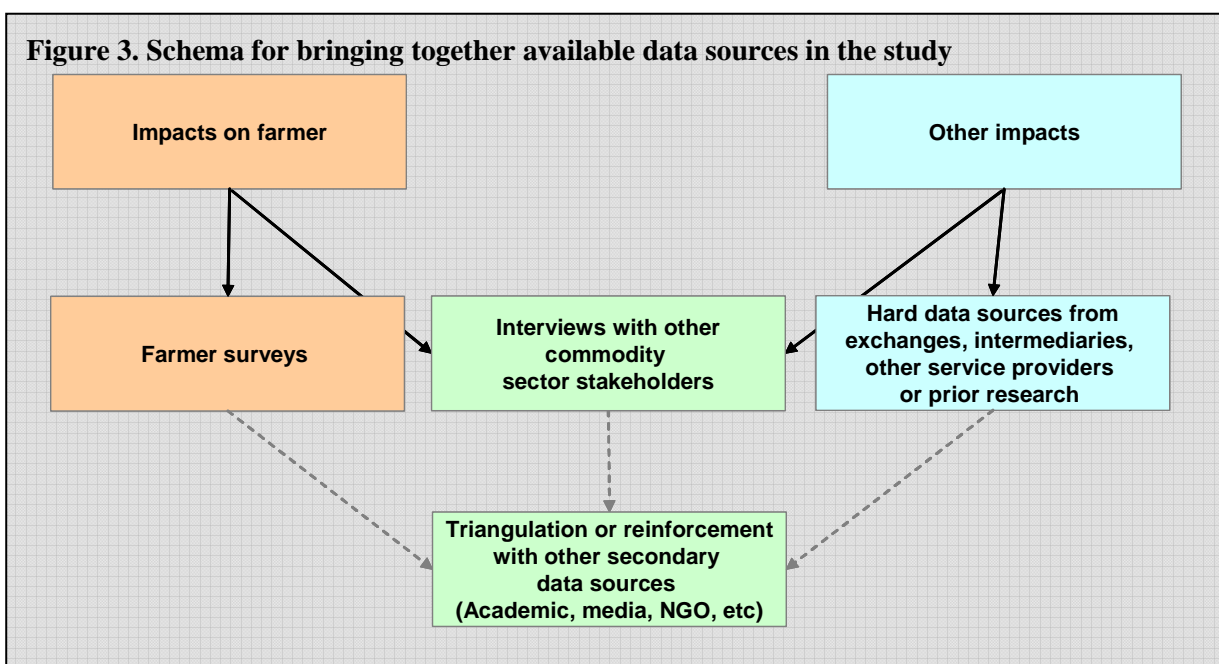 Figure 3. Schema for bringing together available data sources in the study
Impacts on farmer
Other impacts
Farmer surveys
Interviews with other
commodity
sector stakeholders
Hard data sources from
exchanges, intermediaries,
other service providers
or prior research
Triangulation or reinforcement
with other secondary
data sources
(Academic, media, NGO, etc)